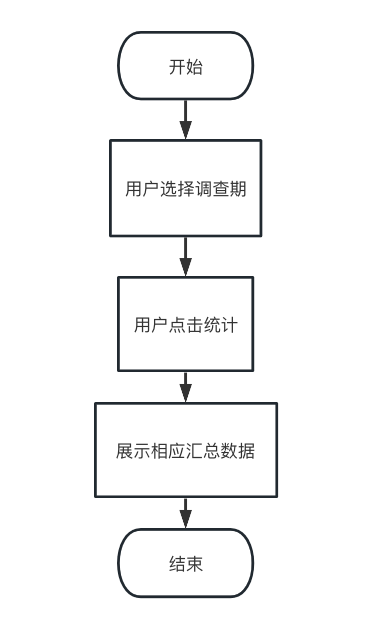 开始
用户选择调查期
用户点击统计
展示相应汇总数据
结束